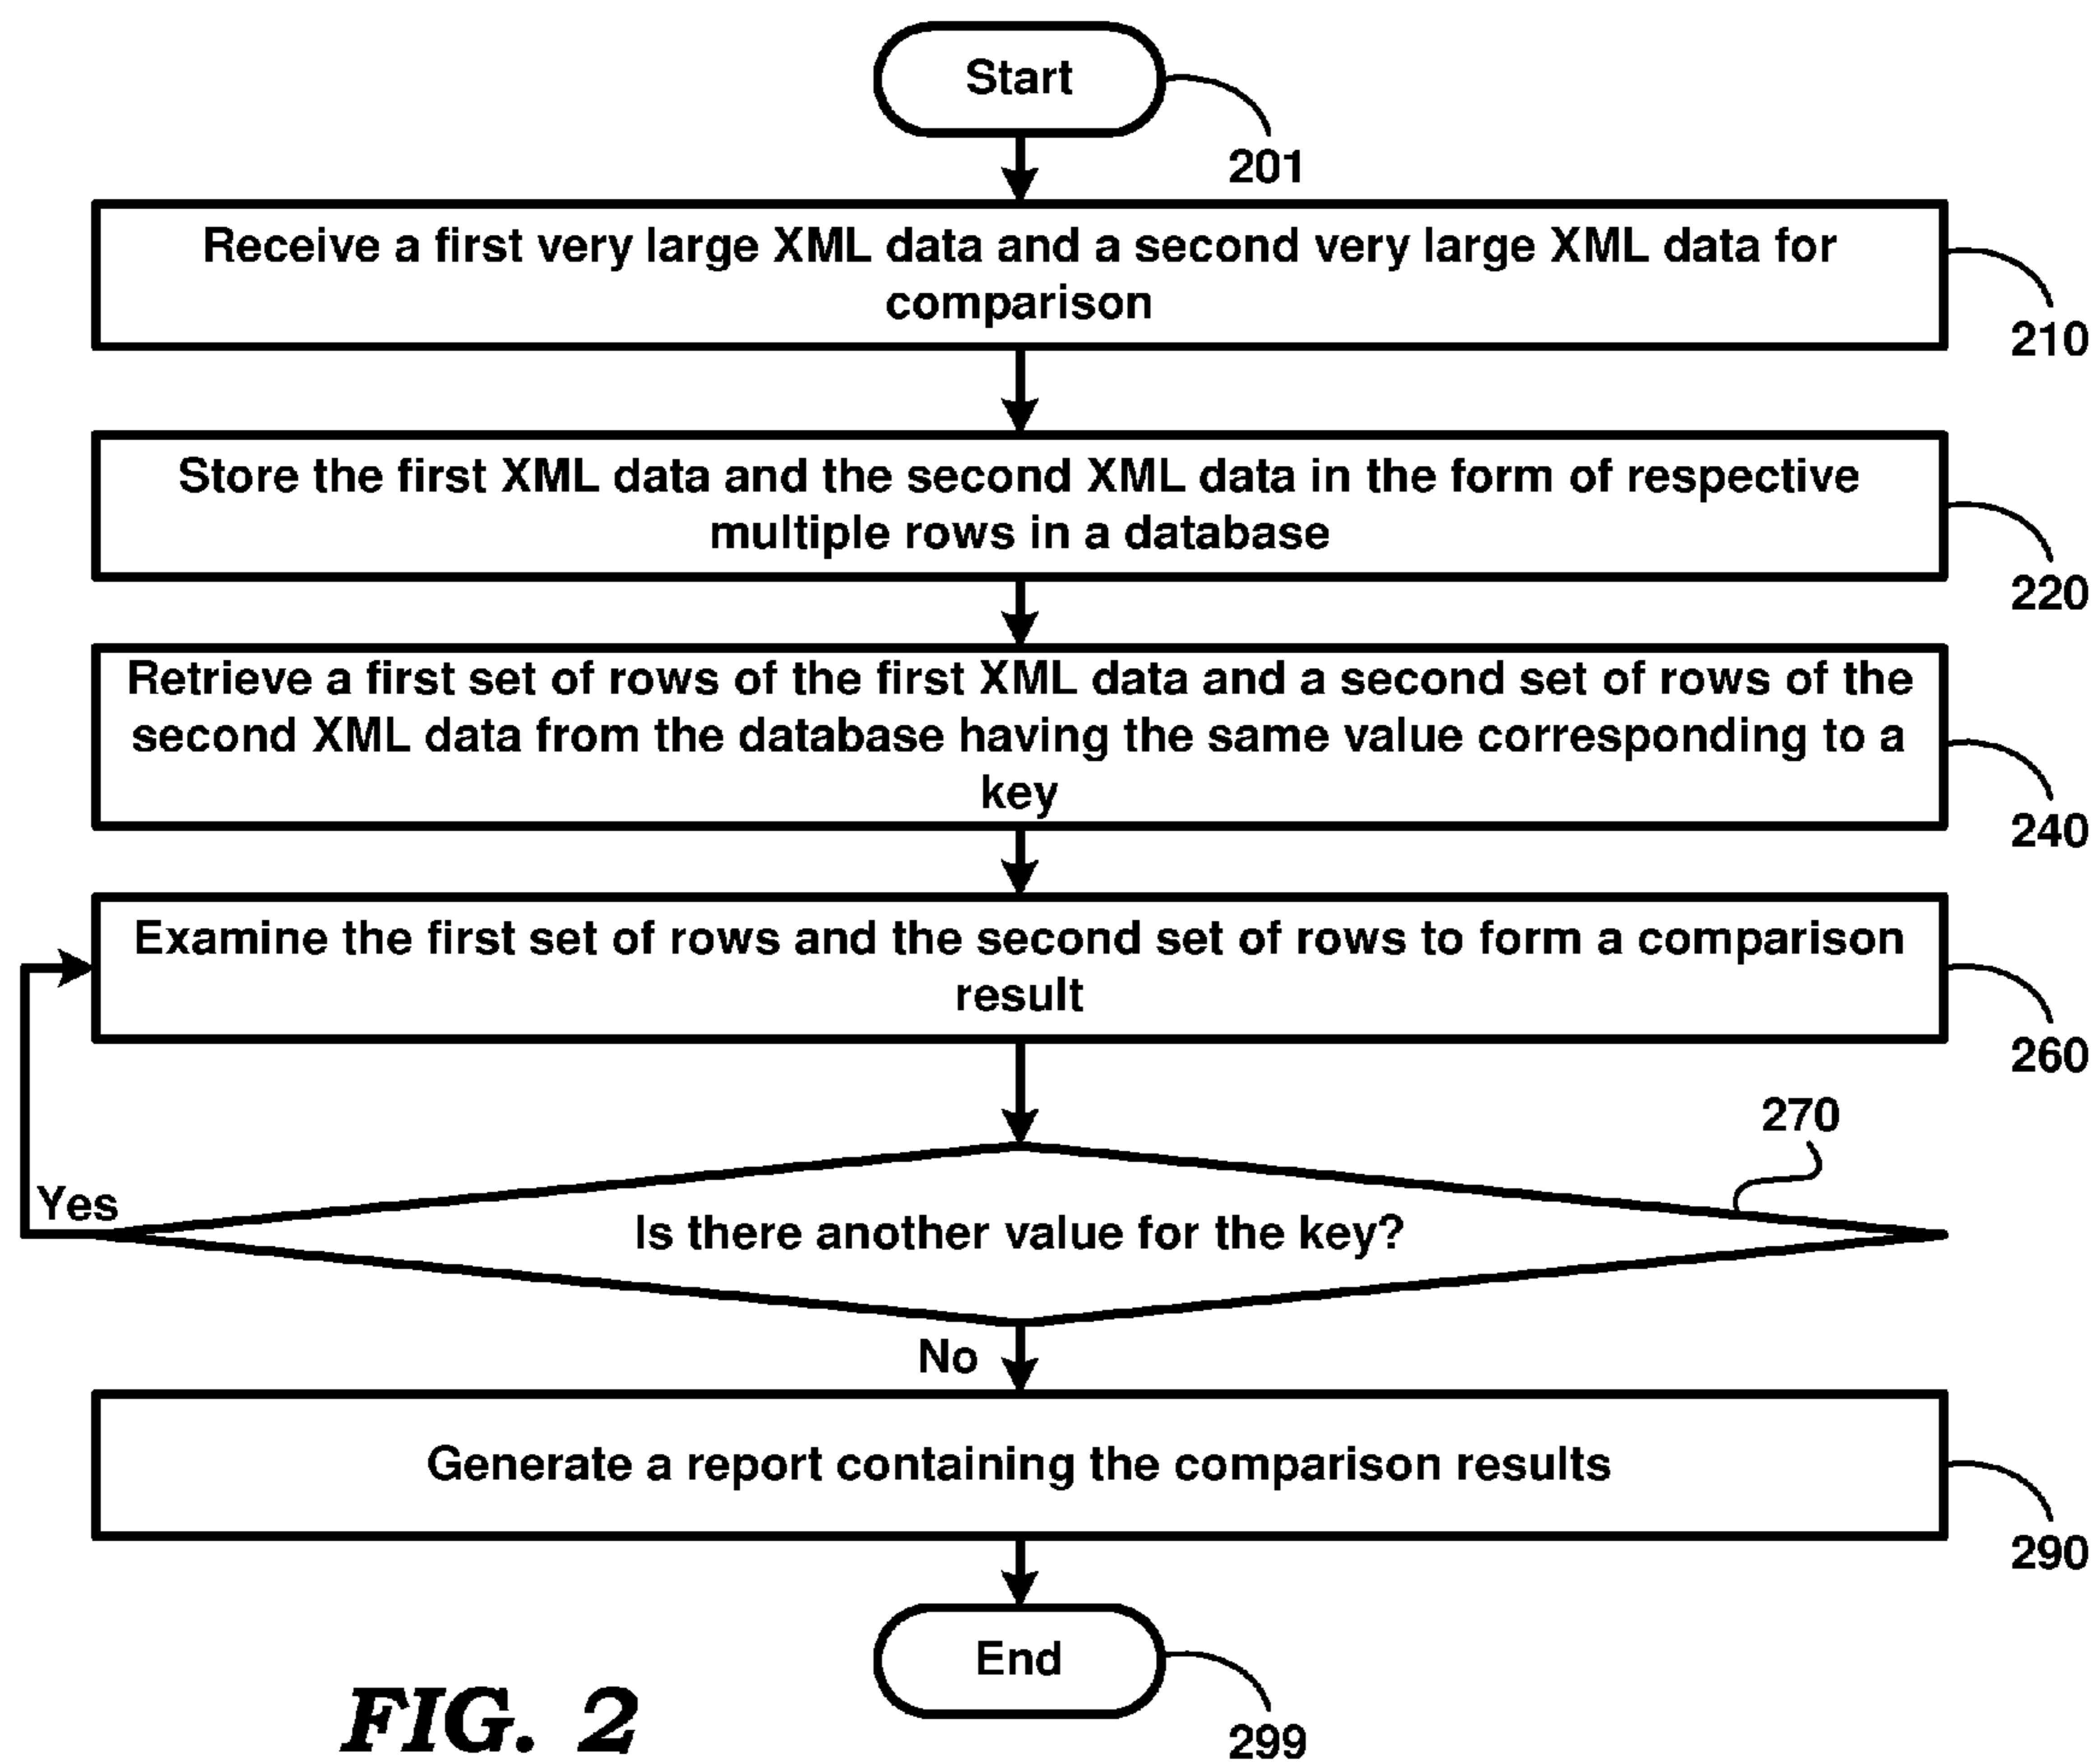 Start
201
Receive a first very large XML data and a second very large XML data for
comparison
210
Store the first XML data and the second XML data in the form of respective
multiple rows in a database
220
Retrieve a first set of rows of the first XML data and a second set of rows of the
second XML data from the database having the same value corresponding to a
key
240
Examine the first set of rows and the second set of rows to form a comparison
result
260
270
Yes
Is there another value for the key?
No
Generate a report containing the comparison results
290
End
299
FIG. 2